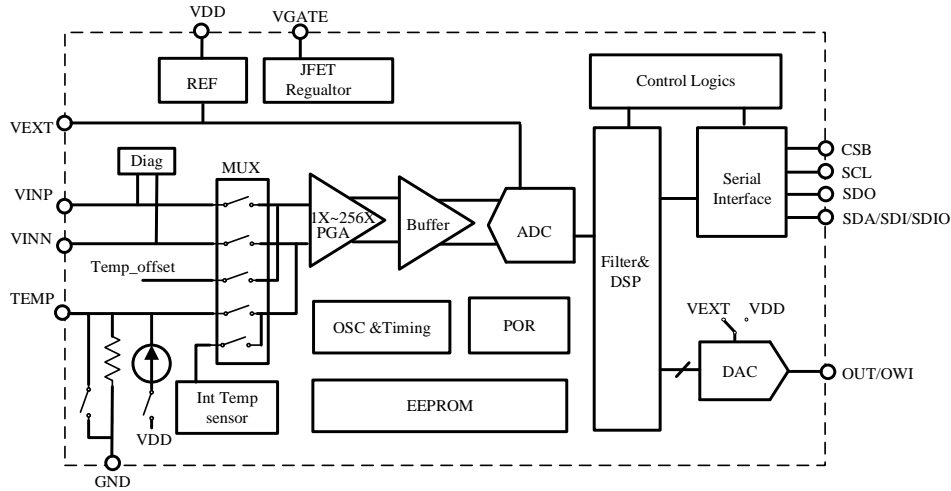 VDD
VGATE
REF
JFET
Regualtor
Control Logics
VEXT
Diag
MUX
CSB
SCL
SDO
SDA/SDI/SDIO
Serial
Interface
VINP
1X~256X
PGA
Buffer
ADC
VINN
Filter&
DSP
Temp_offset
TEMP
OSC &Timing
POR
VEXT
VDD
DAC
OUT/OWI
Int Temp
sensor
EEPROM
VDD
GND